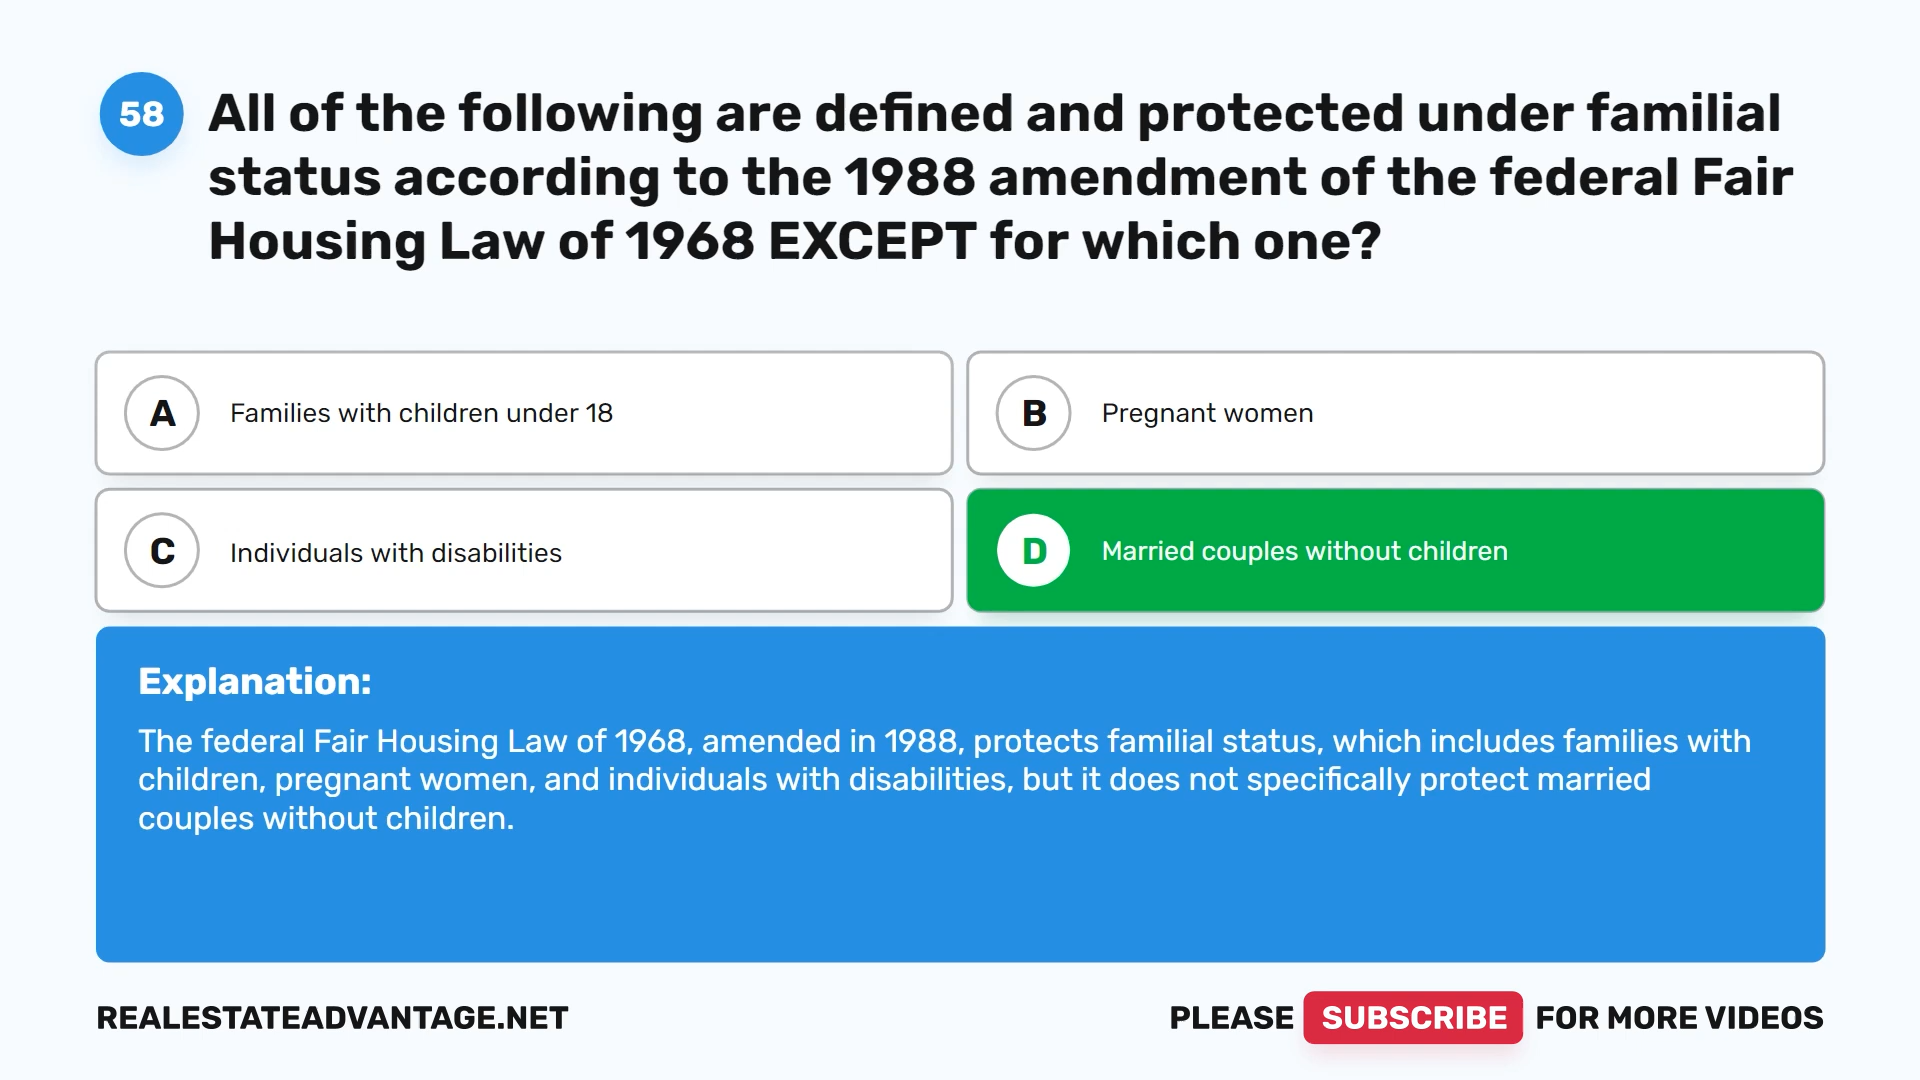 58
All of the following are defined and protected under familial
status according to the 1988 amendment of the federal Fair
Housing Law of 1968 EXCEPT for which one?
A Families with children under 18
B Pregnant women
C Individuals with disabilities
D Married couples without children
Explanation:
The federal Fair Housing Law of 1968, amended in 1988, protects familial status, which includes families with
children, pregnant women, and individuals with disabilities, but it does not specifically protect married
couples without children.
REALESTATEADVANTAGE.NET
PLEASE SUBSCRIBE FOR MORE VIDEOS